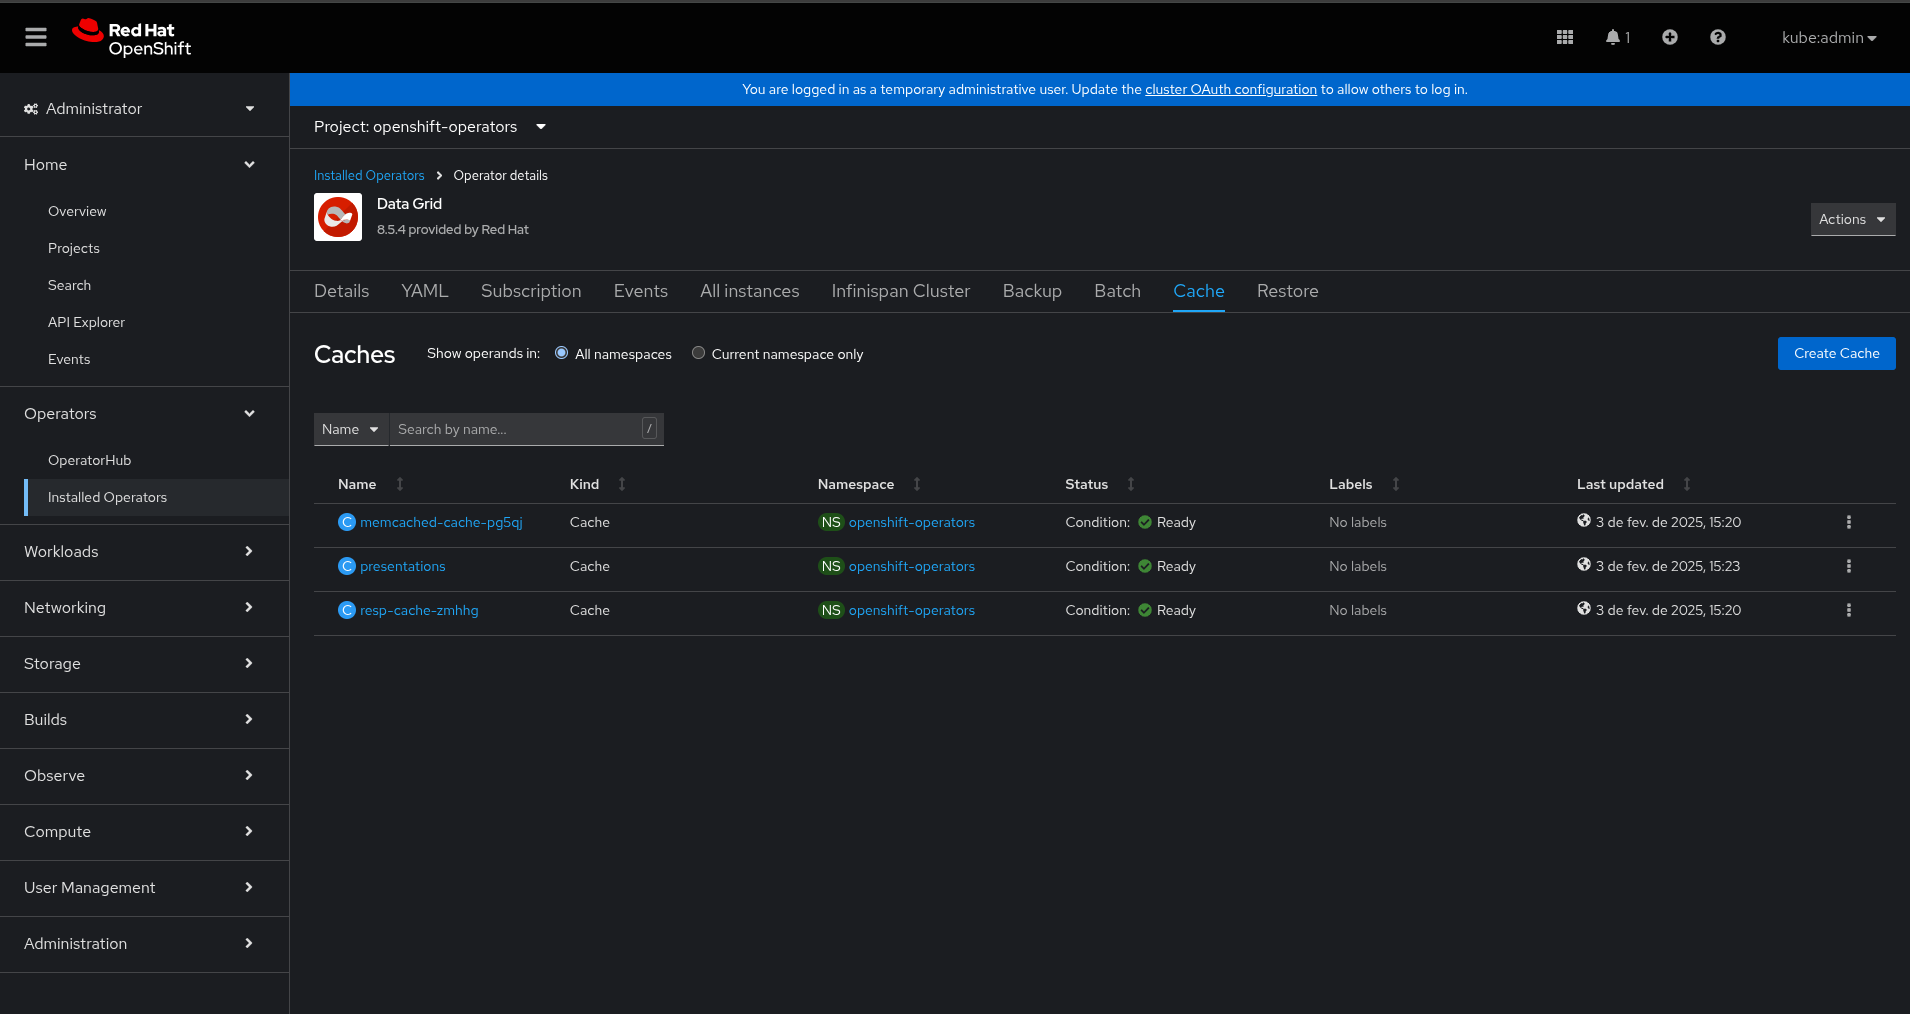 Red Hat
OpenShift
1
kube:admin
Administrator
Home
Overview
Projects
Search
API Explorer
Events
Operators
OperatorHub
Installed Operators
Workloads
Networking
Storage
Builds
Observe
Compute
User Management
Administration
You are logged in as a temporary administrative user. Update the cluster OAuth configuration to allow others to log in.
Project: openshift-operators
Installed Operators Operator details
Data Grid
8.5.4 provided by Red Hat
Actions
Details YAML Subscription Events All instances Infinispan Cluster Backup Batch Cache Restore
Caches Show operands in: All namespaces Current namespace only Create Cache
Name Search by name... /
Name Kind Namespace Status Labels Last updated
C memcached-cache-pg5qj Cache NS openshift-operators Condition: Ready No labels 3 de fev. de 2025, 15:20
C presentations Cache NS openshift-operators Condition: Ready No labels 3 de fev. de 2025, 15:23
C resp-cache-zmhhg Cache NS openshift-operators Condition: Ready No labels 3 de fev. de 2025, 15:20